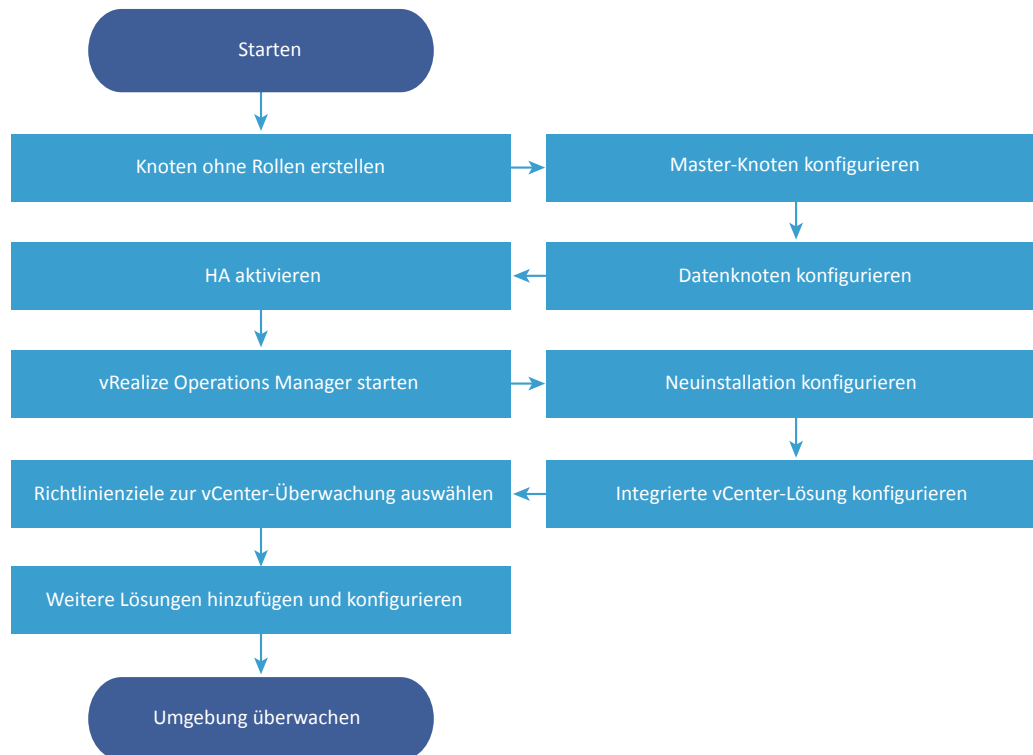 Starten
Knoten ohne Rollen erstellen
Master-Knoten konfigurieren
Datenknoten konfigurieren
HA aktivieren
vRealize Operations Manager starten
Neuinstallation konfigurieren
Integrierte vCenter-Lösung konfigurieren
Richtlinienziele zur vCenter-Überwachung auswählen
Weitere Lösungen hinzufügen und konfigurieren
Umgebung überwachen